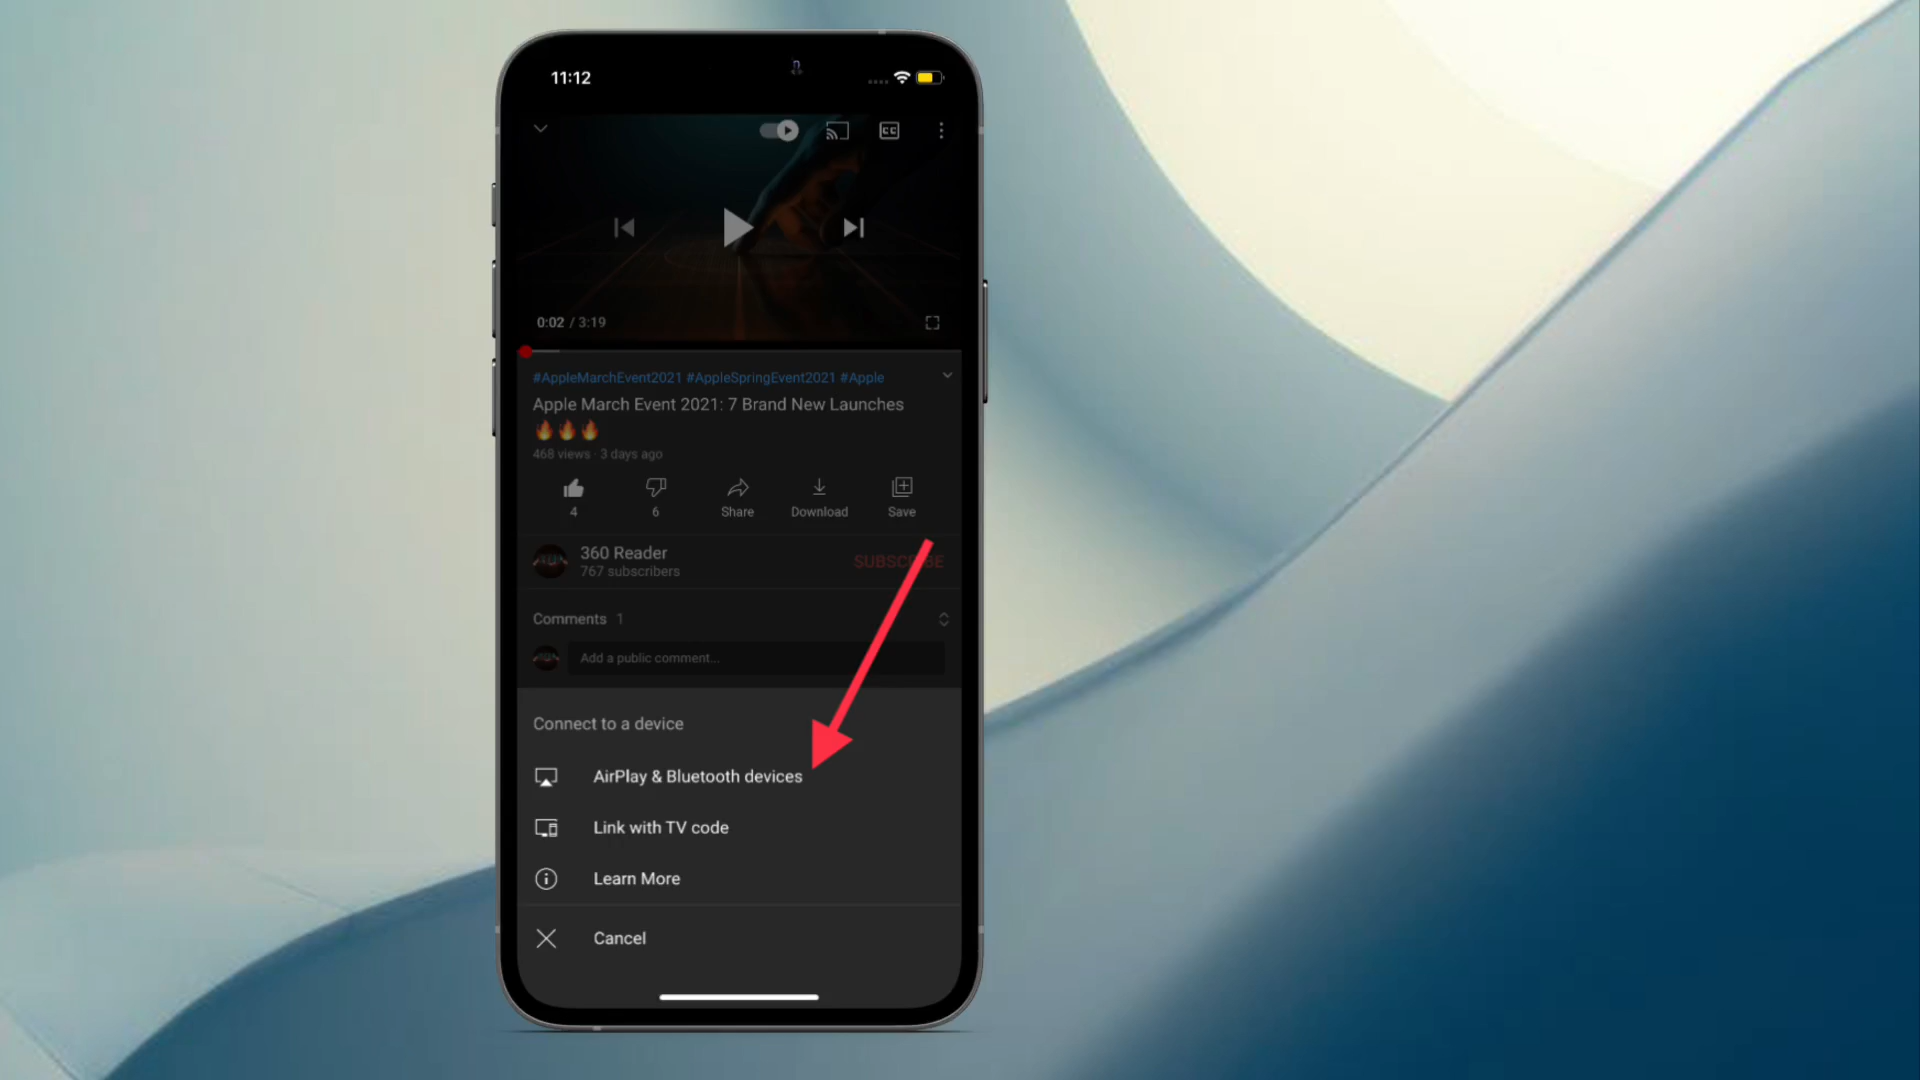 11:12
CC
0:02 / 3:19
#AppleMarchEvent2021 #AppleSpringEvent2021 #Apple
Apple March Event 2021: 7 Brand New Launches
🔥🔥🔥
468 views · 3 days ago
4
6
Share
Download
Save
360 Reader
767 subscribers
SUBSCRIBE
Comments 1
Add a public comment...
Connect to a device
AirPlay & Bluetooth devices
Link with TV code
Learn More
Cancel